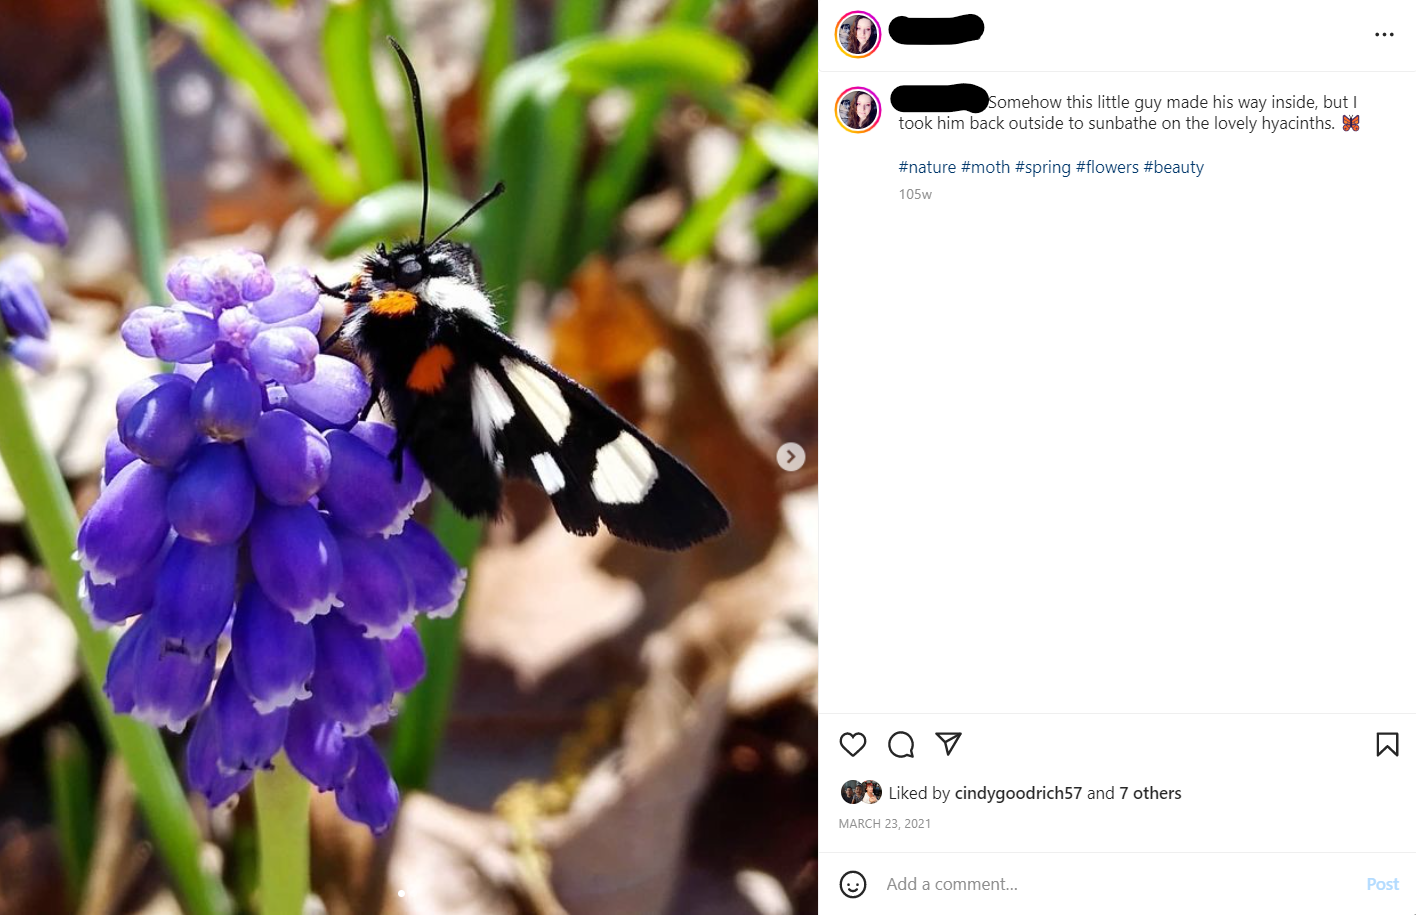 Somehow this little guy made his way inside, but I
took him back outside to sunbathe on the lovely hyacinths. 🦋
#nature #moth #spring #flowers #beauty
105w
Liked by cindygoodrich57 and 7 others
MARCH 23, 2021
Add a comment...
Post